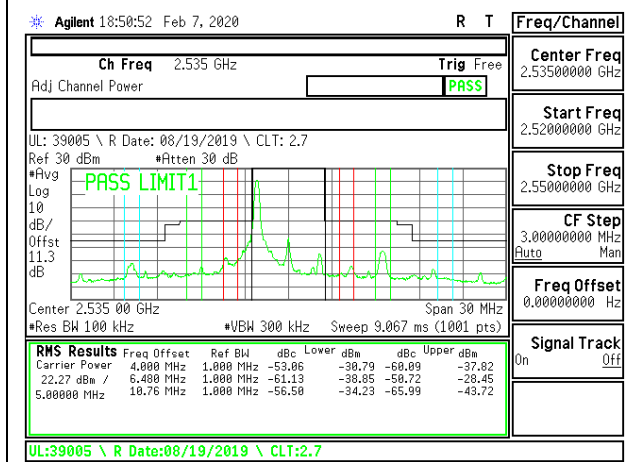 Agilent 18:50:52 Feb 7, 2020 R T
Freq/Channel
Ch Freq 2.535 GHz Trig Free
Adj Channel Power PASS
Center Freq
2.53500000 GHz
Start Freq
2.52000000 GHz
Stop Freq
2.55000000 GHz
CF Step
3.00000000 MHz
Auto Man
Freq Offset
0.00000000 Hz
Signal Track
On Off
UL: 39005 \ R Date: 08/19/2019 \ CLT: 2.7
Ref 30 dBm #Atten 30 dB
#Avg
Log
10
dB/
Offst
11.3
dB
PASS LIMIT1
Center 2.535 00 GHz Span 30 MHz
#Res BW 100 kHz #VBW 300 kHz Sweep 9.067 ms (1001 pts)
RMS Results Freq Offset Ref BW dBc Lower dBm dBc Upper dBm
Carrier Power 4.000 MHz 1.000 MHz -53.06 -30.79 -60.09 -37.82
22.27 dBm / 6.480 MHz 1.000 MHz -61.13 -38.85 -50.72 -28.45
5.00000 MHz 10.76 MHz 1.000 MHz -56.50 -34.23 -65.99 -43.72
UL:39005 \ R Date:08/19/2019 \ CLT:2.7